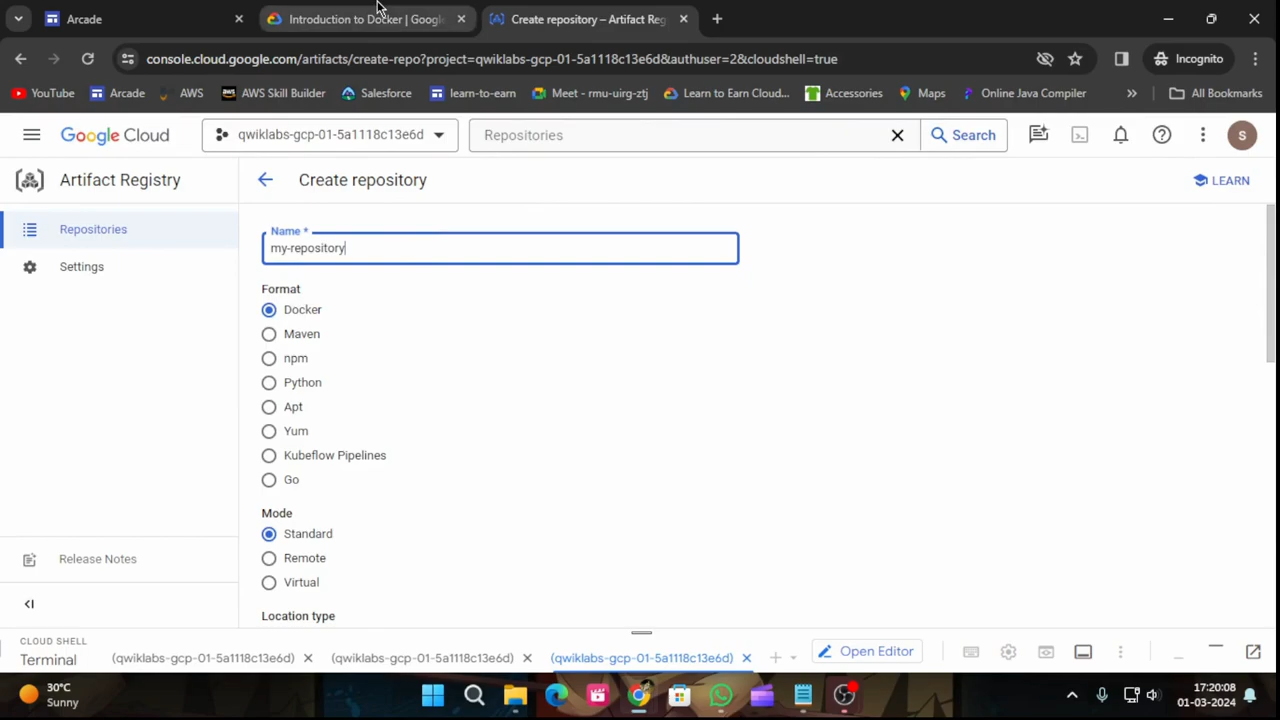 Arcade
Introduction to Docker | Google
Create repository – Artifact Reg
console.cloud.google.com/artifacts/create-repo?project=qwiklabs-gcp-01-5a1118c13e6d&authuser=2&cloudshell=true
Incognito
YouTube
Arcade
AWS
AWS Skill Builder
Salesforce
learn-to-earn
Meet - rmu-uirg-ztj
Learn to Earn Cloud...
Accessories
Maps
Online Java Compiler
All Bookmarks
Google Cloud
qwiklabs-gcp-01-5a1118c13e6d
Repositories
Search
S
Artifact Registry
Create repository
LEARN
Repositories
Settings
Release Notes
Name *
my-repository
Format
Docker
Maven
npm
Python
Apt
Yum
Kubeflow Pipelines
Go
Mode
Standard
Remote
Virtual
Location type
CLOUD SHELL
Terminal
(qwiklabs-gcp-01-5a1118c13e6d)
(qwiklabs-gcp-01-5a1118c13e6d)
(qwiklabs-gcp-01-5a1118c13e6d)
Open Editor
30°C
Sunny
17:20:08
01-03-2024